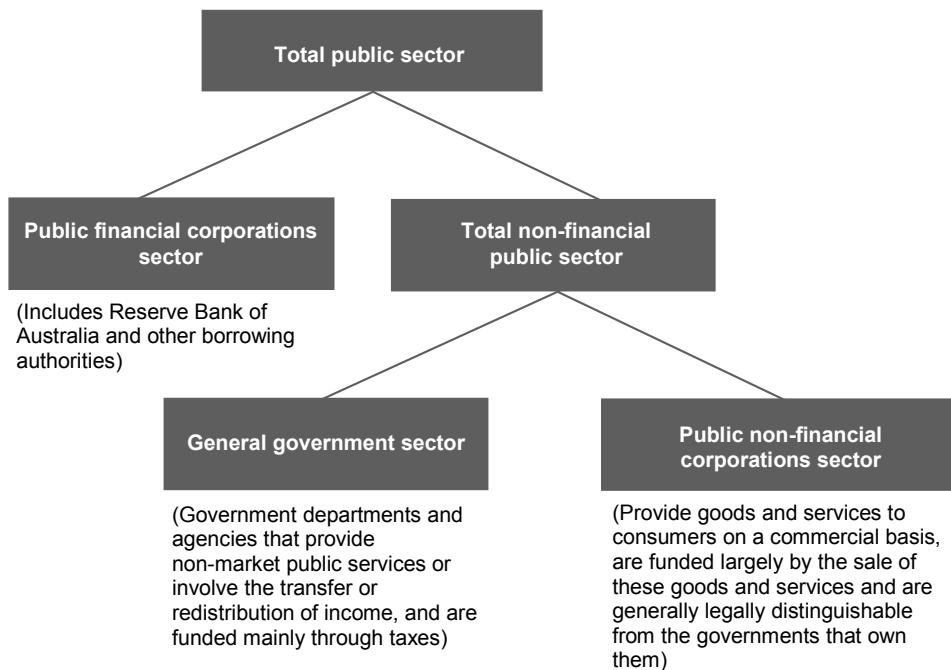 Total public sector
Public financial corporations
sector
Total non-financial
public sector
(Includes Reserve Bank of
Australia and other borrowing
authorities)
General government sector
Public non-financial
corporations sector
(Government departments and
agencies that provide
non-market public services or
involve the transfer or
redistribution of income, and are
funded mainly through taxes)
(Provide goods and services to
consumers on a commercial basis,
are funded largely by the sale of
these goods and services and are
generally legally distinguishable
from the governments that own
them)